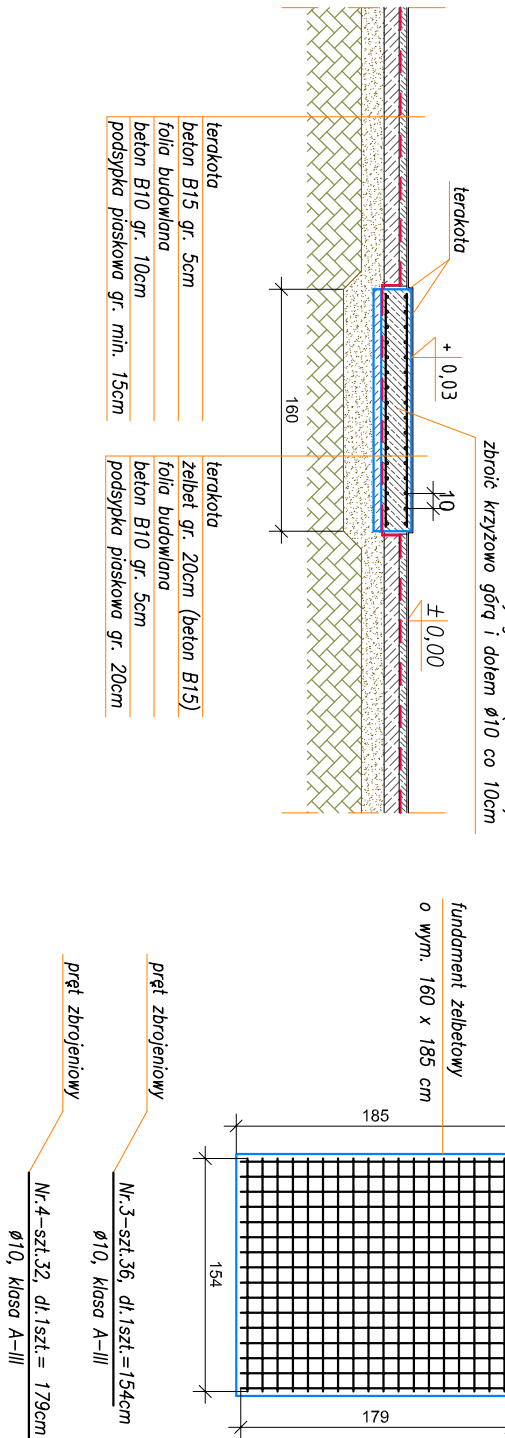 zbroić krzyżowo górą i dołem ø10 co 10cm
terakota
+
0,03
± 0,00
10
160
terakota
beton B15 gr. 5cm
folia budowlana
beton B10 gr. 10cm
podsypka piaskowa gr. min. 15cm
terakota
żelbet gr. 20cm (beton B15)
folia budowlana
beton B10 gr. 5cm
podsypka piaskowa gr. 20cm
fundament żelbetowy
o wym. 160 x 185 cm
185
154
179
pręt zbrojeniowy
Nr.3-szt.36, dł.1szt.=154cm
ø10, klasa A-III
pręt zbrojeniowy
Nr.4-szt.32, dł.1szt.= 179cm
ø10, klasa A-III